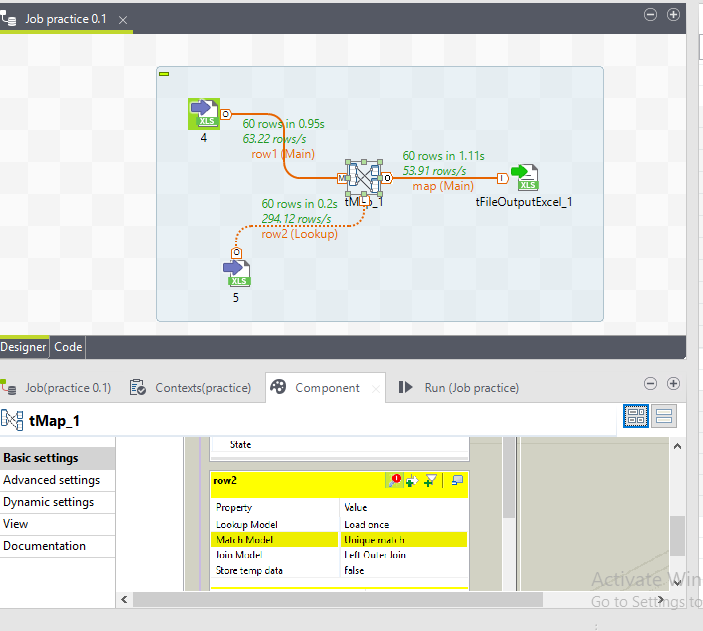 Job practice 0.1
XLS
4
60 rows in 0.95s
63.22 rows/s
row1 (Main)
M
O
60 rows in 1.11s
53.91 rows/s
map (Main)
I
XLS
tFileOutputExcel_1
60 rows in 0.2s
294.12 rows/s
row2 (Lookup)
O
XLS
5
Designer
Code
Job(practice 0.1)
Contexts(practice)
Component
Run (Job practice)
tMap_1
Basic settings
Advanced settings
Dynamic settings
View
Documentation
State
row2
Property Value
Lookup Model Load once
Match Model Unique match
Join Model Left Outer Join
Store temp data false
Activate Win
Go to Settings to